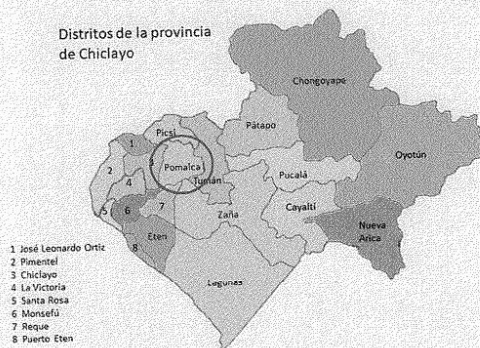 Distritos de la provincia
de Chiclayo
Chongoyape
Picsi
Pátapo
1
3
Pomalca
Oyotún
2
Tumán
Pucalá
4
7
Cayaltí
5
6
Zaña
Nueva
Arica
Eten
8
Lagunas
1 José Leonardo Ortiz
2 Pimentel
3 Chiclayo
4 La Victoria
5 Santa Rosa
6 Monsefú
7 Reque
8 Puerto Eten